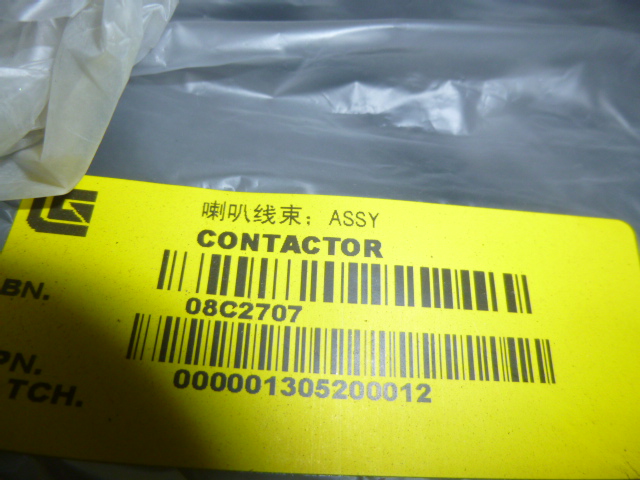 喇叭线束：ASSY
CONTACTOR
BN.
08C2707
PN.
000001305200012
TCH.